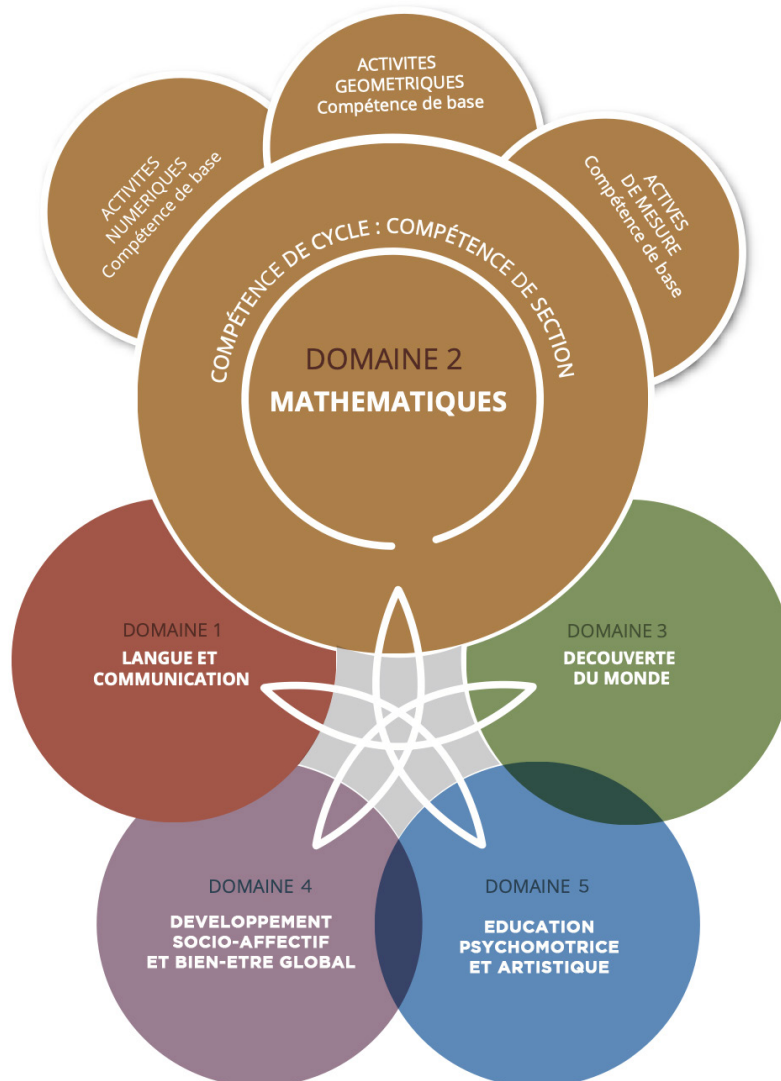 ACTIVITES
GEOMETRIQUES
Compétence de base
ACTIVITES
NUMERIQUES
Compétence de base
ACTIVES
DE MESURE
Compétence de base
COMPÉTENCE DE CYCLE : COMPÉTENCE DE SECTION
DOMAINE 2
MATHEMATIQUES
DOMAINE 1
LANGUE ET
COMMUNICATION
DOMAINE 3
DECOUVERTE
DU MONDE
DOMAINE 4
DEVELOPPEMENT
SOCIO-AFFECTIF
ET BIEN-ETRE GLOBAL
DOMAINE 5
EDUCATION
PSYCHOMOTRICE
ET ARTISTIQUE